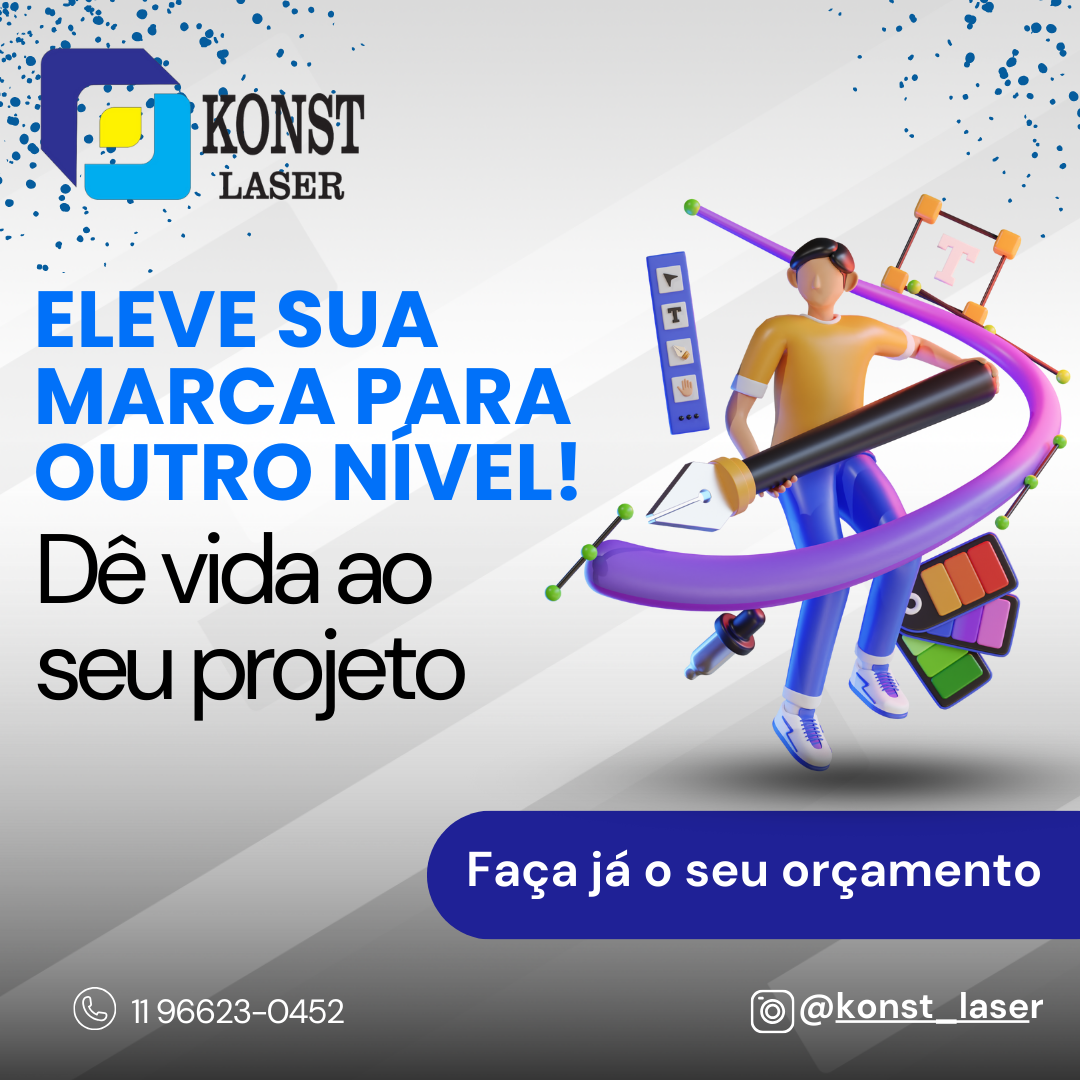 KONST
LASER
ELEVE SUA
MARCA PARA
OUTRO NÍVEL!
Dê vida ao
seu projeto
T
T
Faça já o seu orçamento
11 96623-0452
@konst_laser